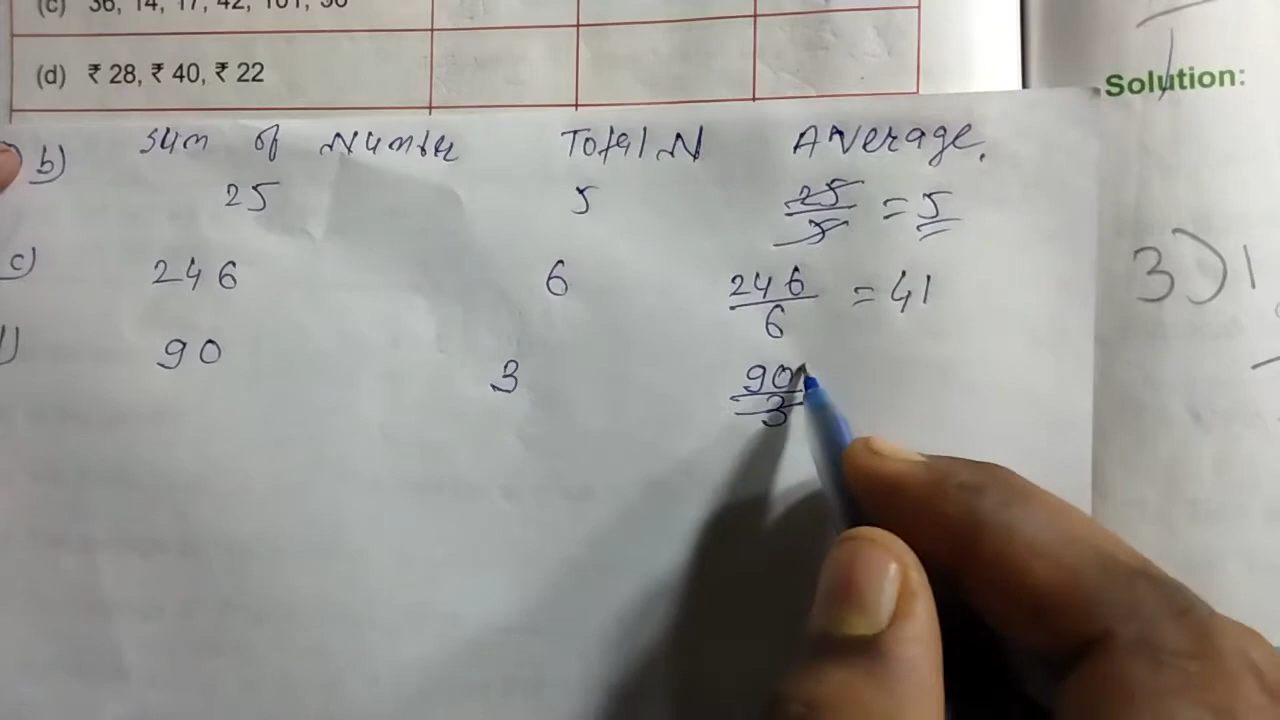 (d) ₹ 28, ₹ 40, ₹ 22
Solution:
b) Sum of Number Total N Average.
25 5 25/5 = 5
c) 246 6 246/6 = 41
90 3 90/3
3)1